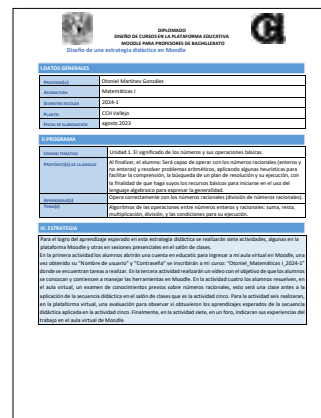 DIPLOMADO
DISEÑO DE CURSOS EN LA PLATAFORMA EDUCATIVA
MOODLE PARA PROFESORES DE BACHILLERATO
Diseño de una estrategia didáctica en Moodle
I.DATOS GENERALES
PROFESOR(A) Otoniel Martínez González
ASIGNATURA Matemáticas I
SEMESTRE ESCOLAR 2024-1
PLANTEL CCH Vallejo
FECHA DE ELABORACIÓN agosto 2023
II.PROGRAMA
UNIDAD TEMÁTICA Unidad 1. El significado de los números y sus operaciones básicas.
PROPÓSITO(S) DE LA UNIDAD Al finalizar, el alumno: Será capaz de operar con los números racionales (enteros y
no enteros) y resolver problemas aritméticos, aplicando algunas heurísticas para
facilitar la comprensión, la búsqueda de un plan de resolución y su ejecución, con
la finalidad de que haga suyos los recursos básicos para iniciarse en el uso del
lenguaje algebraico para expresar la generalidad.
APRENDIZAJE(S) Opera correctamente con los números racionales (división de números racionales).
TEMA(S) Algoritmos de las operaciones entre números enteros y racionales: suma, resta,
multiplicación, división, y las condiciones para su ejecución.
III. ESTRATEGIA
Para el logro del aprendizaje esperado en esta estrategia didáctica se realizarán siete actividades, algunas en la
plataforma Moodle y otras en sesiones presenciales en el salón de clases.
En la primera actividad los alumnos abrirán una cuenta en educatic para ingresar a mi aula virtual en Moodle, una
vez obtenido su "Nombre de usuario" y "Contraseña" se inscribirán a mi curso: "Otoniel_Matemáticas I_2024-1"
donde se encuentran tareas a realizar. En la tercera actividad realizarán un video con el objetivo de que los alumnos
se conozcan y comiencen a manejar las herramientas en Moodle. En la actividad cuatro los alumnos resuelven, en
el aula virtual, un examen de conocimientos previos sobre números racionales, esto será una clase antes a la
aplicación de la secuencia didáctica en el salón de clases que es la actividad cinco. Para la actividad seis realizaran,
en la plataforma virtual, una evaluación para observar si obtuvieron los aprendizajes esperados de la secuencia
didáctica aplicada en la actividad cinco. Finalmente, en la actividad siete, en un foro, indicaran sus experiencias del
trabajo en el aula virtual de Moodle.